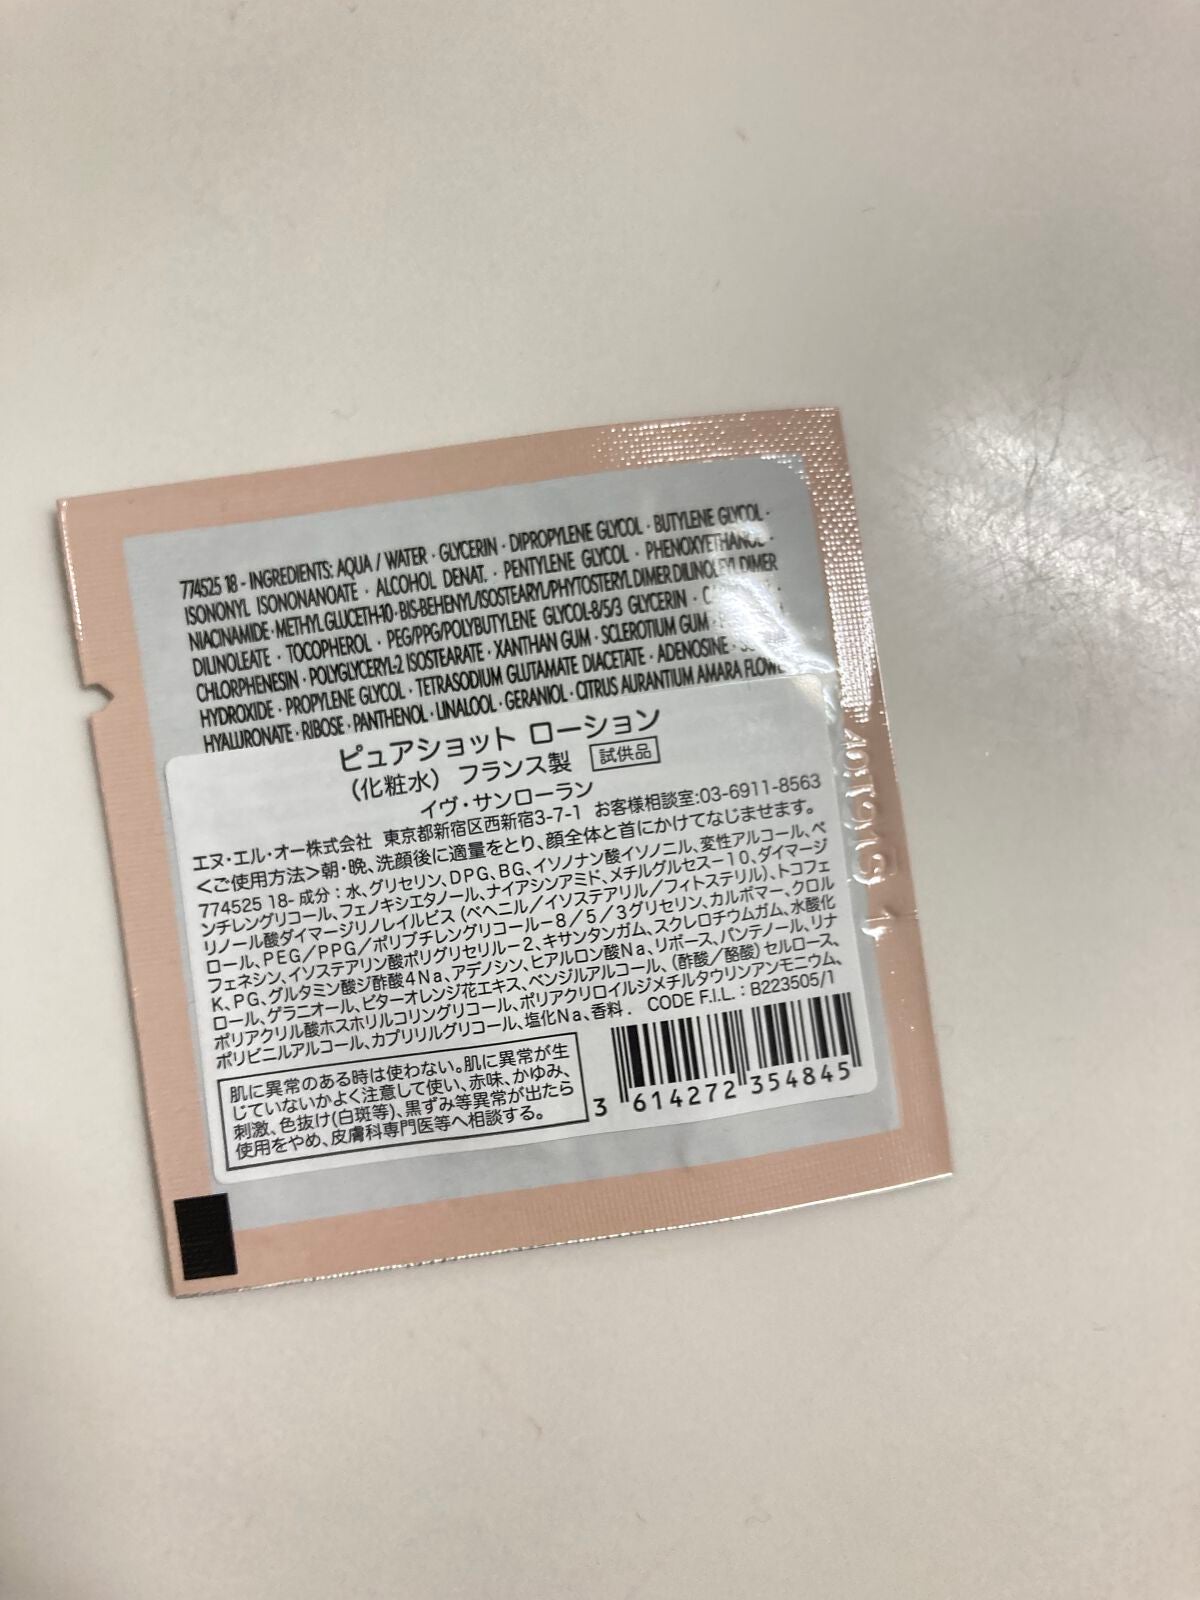 774525 18 - INGREDIENTS: AQUA / WATER · GLYCERIN · DIPROPYLENE GLYCOL · BUTYLENE GLYCOL ·
ISONONYL ISONONANOATE · ALCOHOL DENAT. · PENTYLENE GLYCOL · PHENOXYETHANOL ·
NIACINAMIDE · METHYL GLUCETH-10 · BIS-BEHENYL/ISOSTEARYL/PHYTOSTERYL DIMER DILINOLEYL DIMER
DILINOLEATE · TOCOPHEROL · PEG/PPG/POLYBUTYLENE GLYCOL-8/5/3 GLYCERIN ·
CHLORPHENESIN · POLYGLYCERYL-2 ISOSTEARATE · XANTHAN GUM · SCLEROTIUM GUM ·
HYDROXIDE · PROPYLENE GLYCOL · TETRASODIUM GLUTAMATE DIACETATE · ADENOSINE ·
HYALURONATE · RIBOSE · PANTHENOL · LINALOOL · GERANIOL · CITRUS AURANTIUM AMARA FLOWE
ピュアショット ローション
(化粧水) フランス製 試供品
イヴ・サンローラン
エヌ・エル・オー株式会社 東京都新宿区西新宿3-7-1 お客様相談室:03-6911-8563
<ご使用方法>朝・晩、洗顔後に適量をとり、顔全体と首にかけてなじませます。
774525 18- 成分：水、グリセリン、DPG、BG、イソノナン酸イソノニル、変性アルコール、ペ
ンチレングリコール、フェノキシエタノール、ナイアシンアミド、メチルグルセス－10、ダイマージ
リノール酸ダイマージリノレイルビス（ベヘニル／イソステアリル／フィトステリル）、トコフェ
ロール、PEG／PPG／ポリブチレングリコール－8／5／3グリセリン、カルボマー、クロル
フェネシン、イソステアリン酸ポリグリセリル－2、キサンタンガム、スクレロチウムガム、水酸化
K、PG、グルタミン酸ジ酢酸4Na、アデノシン、ヒアルロン酸Na、リボース、パンテノール、リナ
ロール、ゲラニオール、ビターオレンジ花エキス、ベンジルアルコール、（酢酸／酪酸）セルロース、
ポリアクリル酸ホスホリルコリングリコール、ポリアクリロイルジメチルタウリンアンモニウム、
ポリビニルアルコール、カプリリルグリコール、塩化Na、香料． CODE F.I.L. : B223505/1
肌に異常のある時は使わない。肌に異常が生
じていないかよく注意して使い、赤味、かゆみ、
刺激、色抜け(白斑等)、黒ずみ等異常が出たら
使用をやめ、皮膚科専門医等へ相談する。
3 614272 354845